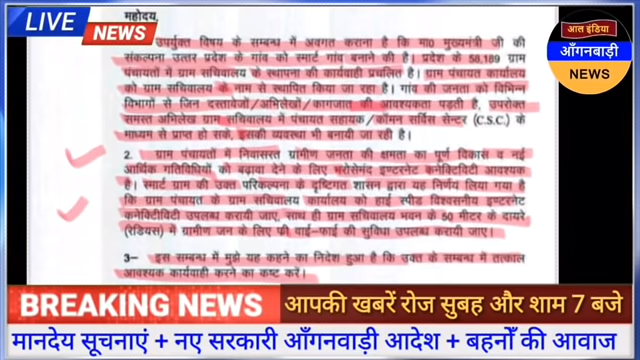 LIVE
NEWS
आल इंडिया
आँगनबाड़ी
NEWS
महोदय,
उपर्युक्त विषय के सम्बन्ध में अवगत कराना है कि मा0 मुख्यमंत्री जी की
संकल्पना उत्तर प्रदेश के गांव को स्मार्ट गांव बनाने की है। प्रदेश के 58,189 ग्राम
पंचायतों में ग्राम सचिवालय के स्थापना की कार्यवाही प्रचलित है। ग्राम पंचायत कार्यालय
को ग्राम सचिवालय के नाम से स्थापित किया जा रहा है। गांव की जनता को विभिन्न
विभागों से जिन दस्तावेजों/अभिलेखों/कागजात की आवश्यकता पड़ती है, उपरोक्त
समस्त अभिलेख ग्राम सचिवालय में पंचायत सहायक/कॉमन सर्विस सेन्टर (C.S.C.) के
माध्यम से प्राप्त हो सके, इसकी व्यवस्था भी बनायी जा रही है।
2. ग्राम पंचायतों में निवासरत ग्रामीण जनता की क्षमता का पूर्ण विकास व नई
आर्थिक गतिविधियों को बढ़ावा देने के लिए भरोसेमंद इण्टरनेट कनेक्टिविटी आवश्यक
है। स्मार्ट ग्राम की उक्त परिकल्पना के दृष्टिगत शासन द्वारा यह निर्णय लिया गया है
कि ग्राम पंचायत के ग्राम सचिवालय कार्यालय को हाई स्पीड विश्वसनीय इण्टरनेट
कनेक्टिविटी उपलब्ध करायी जाए, साथ ही ग्राम सचिवालय भवन के 50 मीटर के दायरे
(रेडियस) में ग्रामीण जन के लिए फ्री वाई-फाई की सुविधा उपलब्ध करायी जाए।
3- इस सम्बन्ध में मुझे यह कहने का निदेश हुआ है कि उक्त के सम्बन्ध में तत्काल
आवश्यक कार्यवाही करने का कष्ट करें।
BREAKING NEWS
आपकी खबरें रोज सुबह और शाम 7 बजे
मानदेय सूचनाएं + नए सरकारी आँगनवाड़ी आदेश + बहनोँ की आवाज